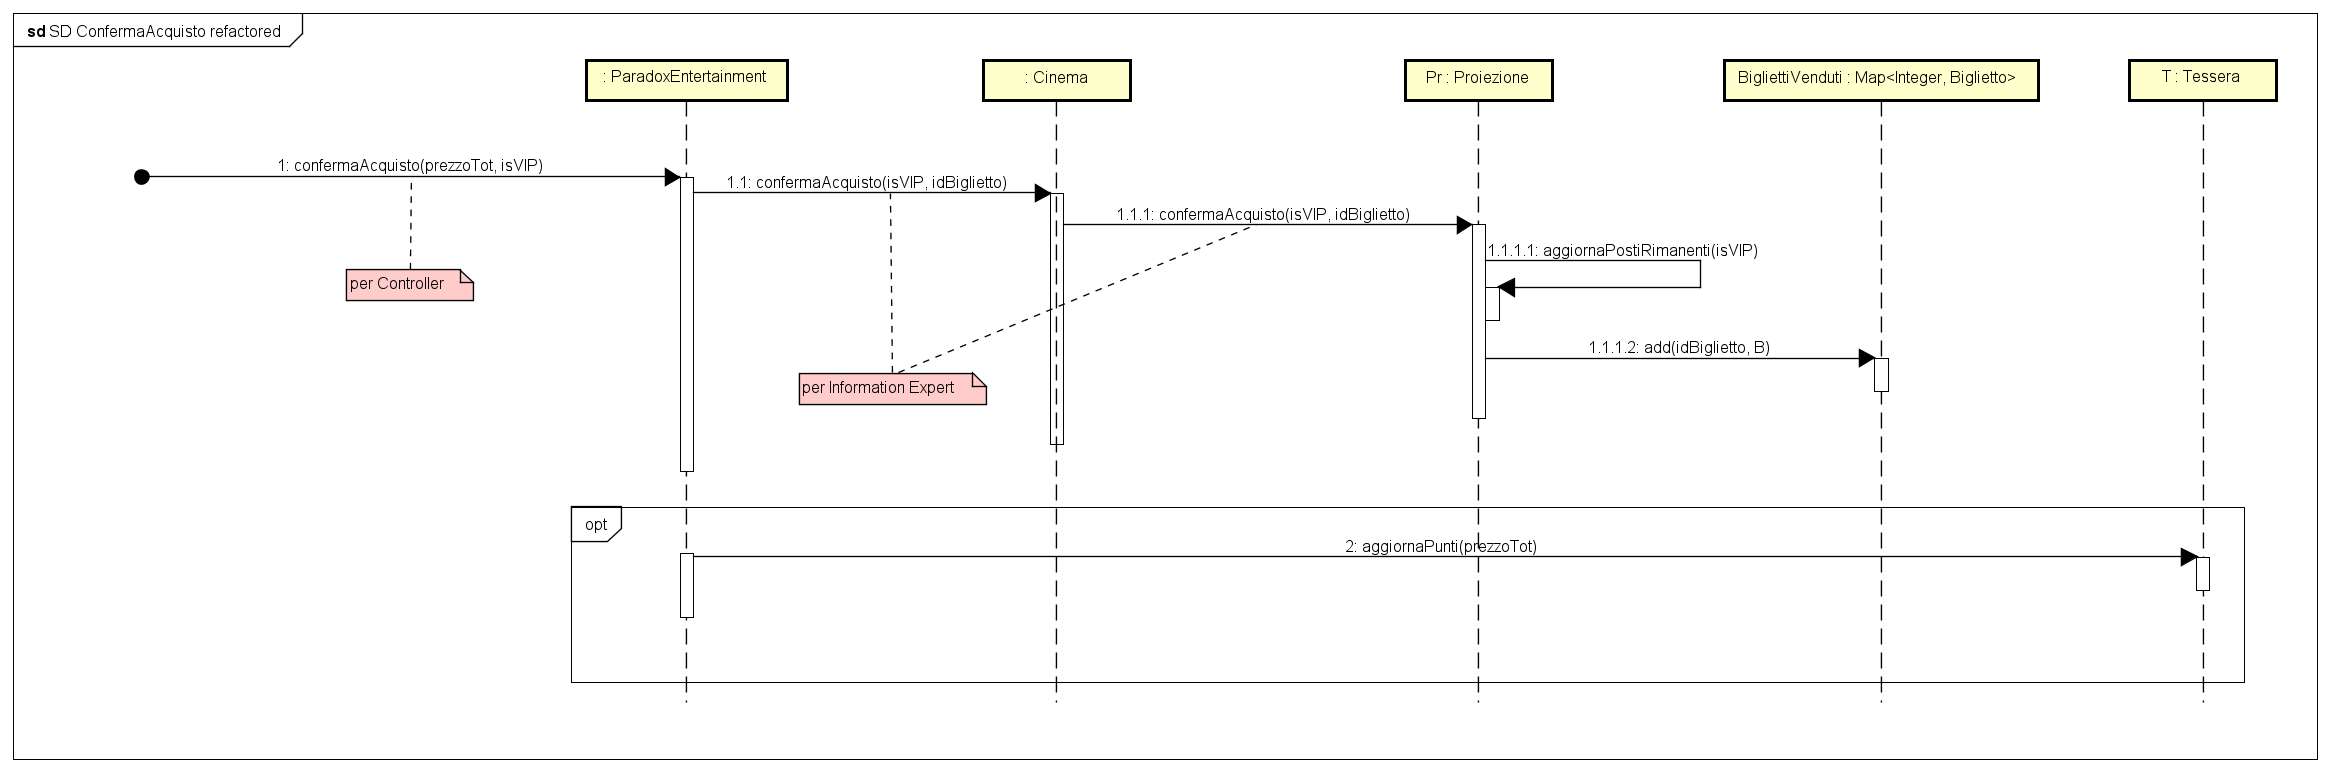 sd SD ConfermaAcquisto refactored
: ParadoxEntertainment
: Cinema
Pr : Proiezione
BigliettiVenduti : Map<Integer, Biglietto>
T : Tessera
1: confermaAcquisto(prezzoTot, isVIP)
1.1: confermaAcquisto(isVIP, idBiglietto)
1.1.1: confermaAcquisto(isVIP, idBiglietto)
1.1.1.1: aggiornaPostiRimanenti(isVIP)
per Controller
1.1.1.2: add(idBiglietto, B)
per Information Expert
opt
2: aggiornaPunti(prezzoTot)